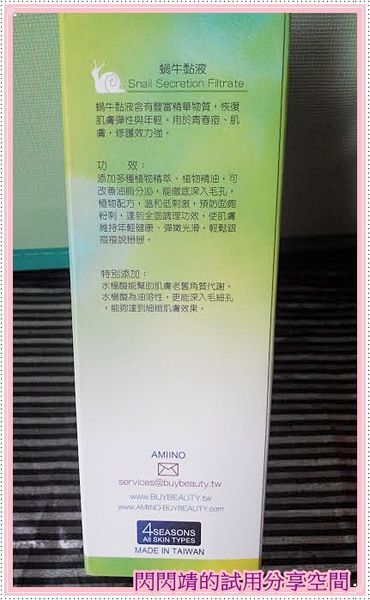 蝸牛黏液
Snail Secretion Filtrate
蝸牛黏液含有豐富精華物質，恢復
肌膚彈性與年輕。用於青春痘、肌
膚，修護效力強。
功 效：
添加多種植物精萃、植物精油，可
改善油脂分泌，能徹底深入毛孔，
植物配方，溫和低刺激，預防面皰
粉刺，達到全面調理功效，使肌膚
維持年輕健康、彈嫩光滑，輕鬆跟
痘痘說掰掰。
特別添加：
水楊酸能幫助肌膚老舊角質代謝，
水楊酸為油溶性，更能深入毛細孔
，能夠達到細緻肌膚效果。
AMIINO
services@buybeauty.tw
www.BUYBEAUTY.tw
www.AMIINO-BUYBEAUTY.com
4 SEASONS
All SKIN TYPES
MADE IN TAIWAN
閃閃靖的試用分享空間